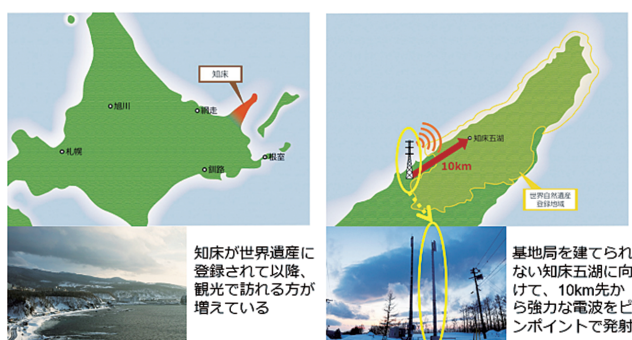 知床
旭川
網走
札幌
根室
釧路
知床五湖
10km
世界自然遺産
登録地域
知床が世界遺産に
登録されて以降、
観光で訪れる方が
増えている
基地局を建てられ
ない知床五湖に向
けて、10km先か
ら強力な電波をピ
ンポイントで発射